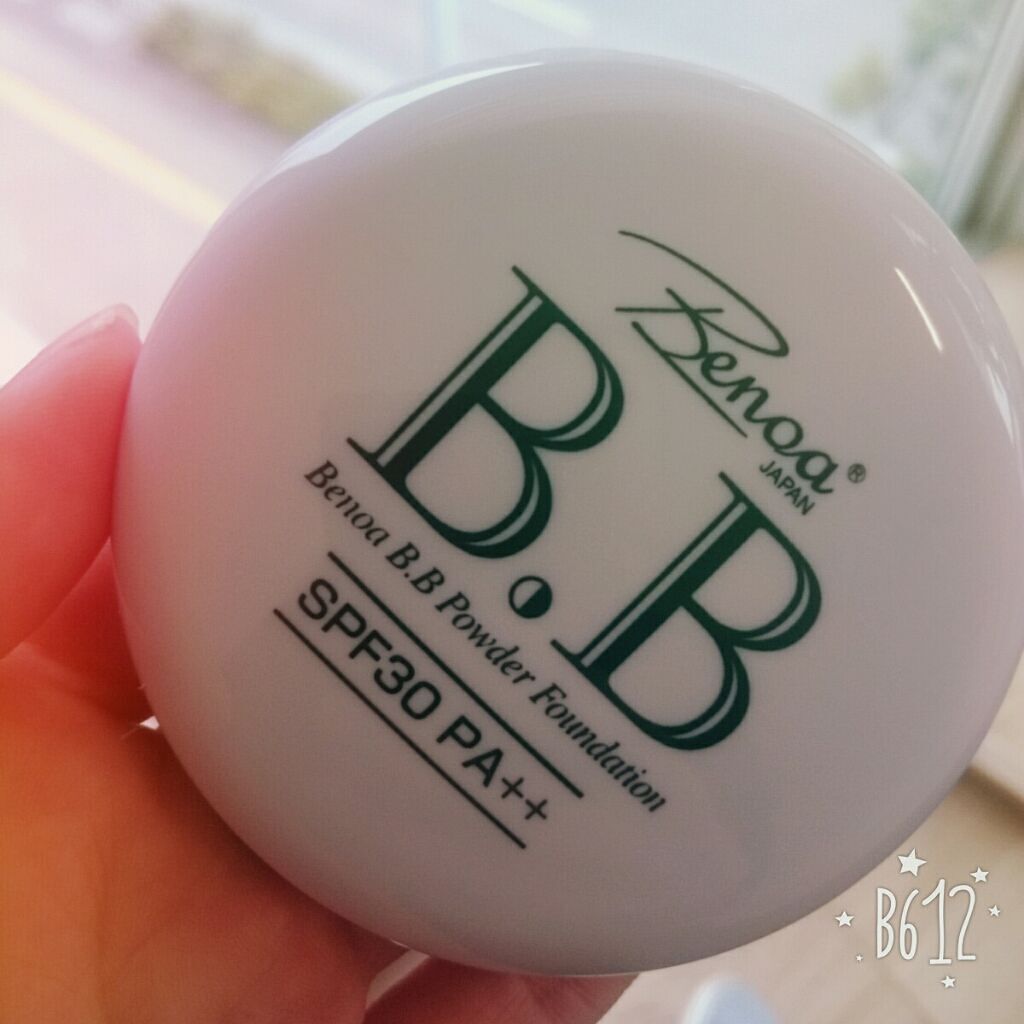 Benoa®
JAPAN
B.B
Benoa B.B Powder Foundation
SPF30 PA++
B612